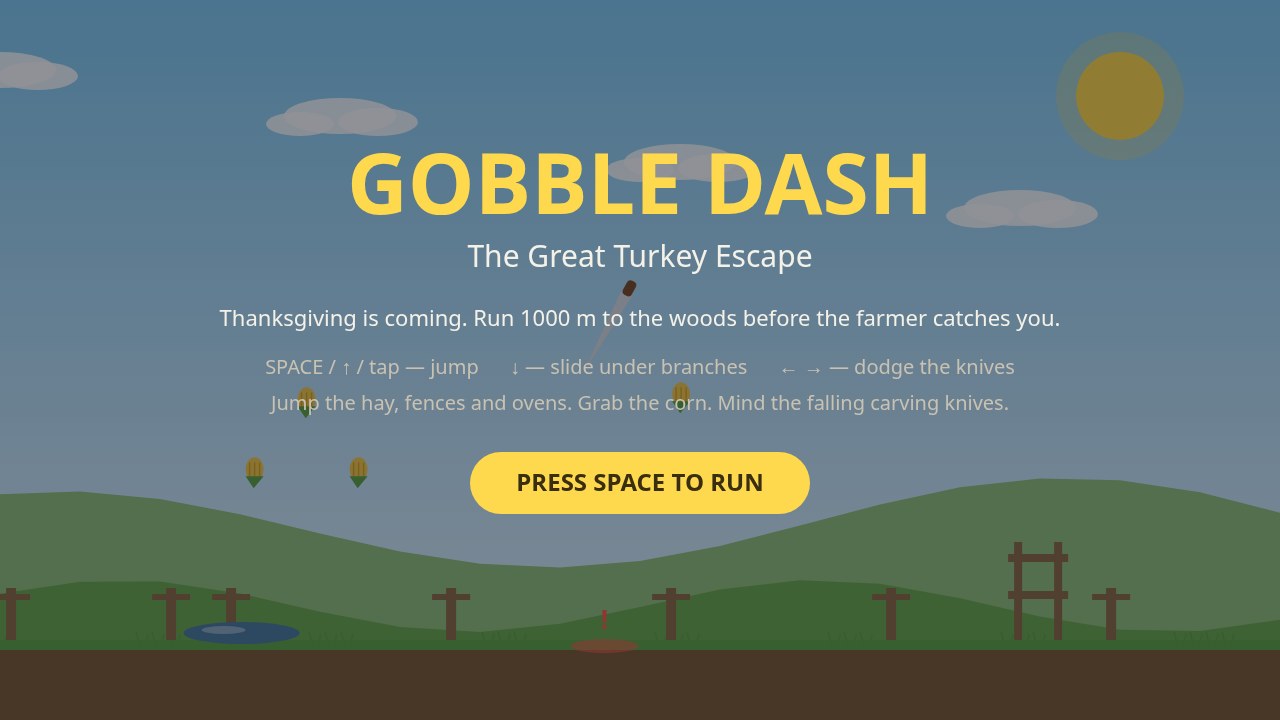 GOBBLE DASH
The Great Turkey Escape
Thanksgiving is coming. Run 1000 m to the woods before the farmer catches you.
SPACE / ↑ / tap — jump ↓ — slide under branches ← → — dodge the knives
Jump the hay, fences and ovens. Grab the corn. Mind the falling carving knives.
PRESS SPACE TO RUN